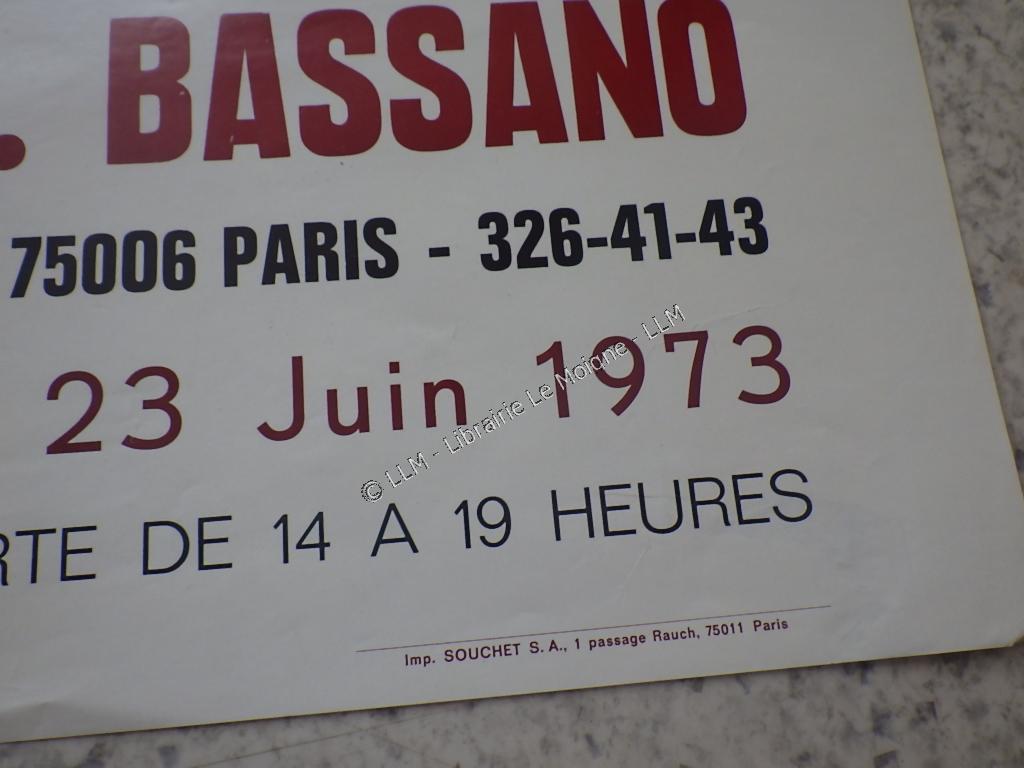 . BASSANO
75006 PARIS - 326-41-43
23 Juin 1973
DE 14 A 19 HEURES
Imp. SOUCHET S.A., 1 passage Rauch, 75011 Paris
© LLM - Librairie Le Moigne - LLM